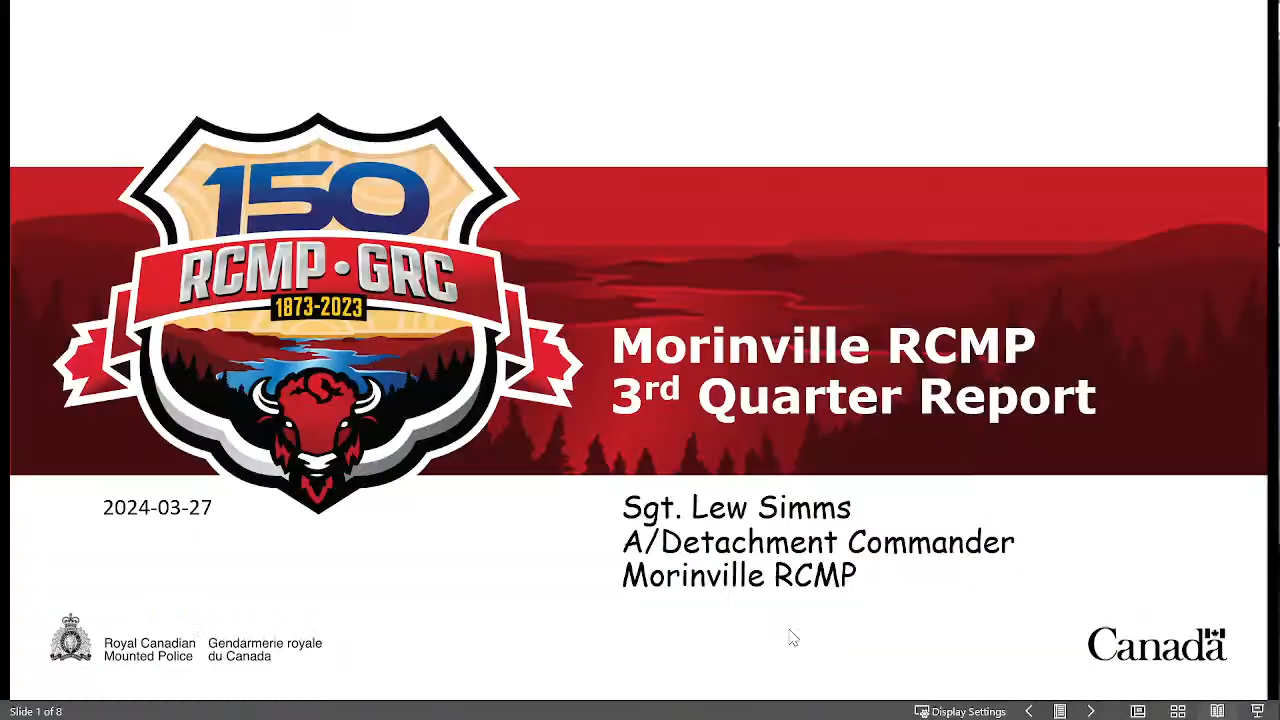 150
RCMP • GRC
1873-2023
Morinville RCMP
3rd Quarter Report
2024-03-27
Sgt. Lew Simms
A/Detachment Commander
Morinville RCMP
Royal Canadian Mounted Police
Gendarmerie royale du Canada
Canada
Slide 1 of 8
Display Settings